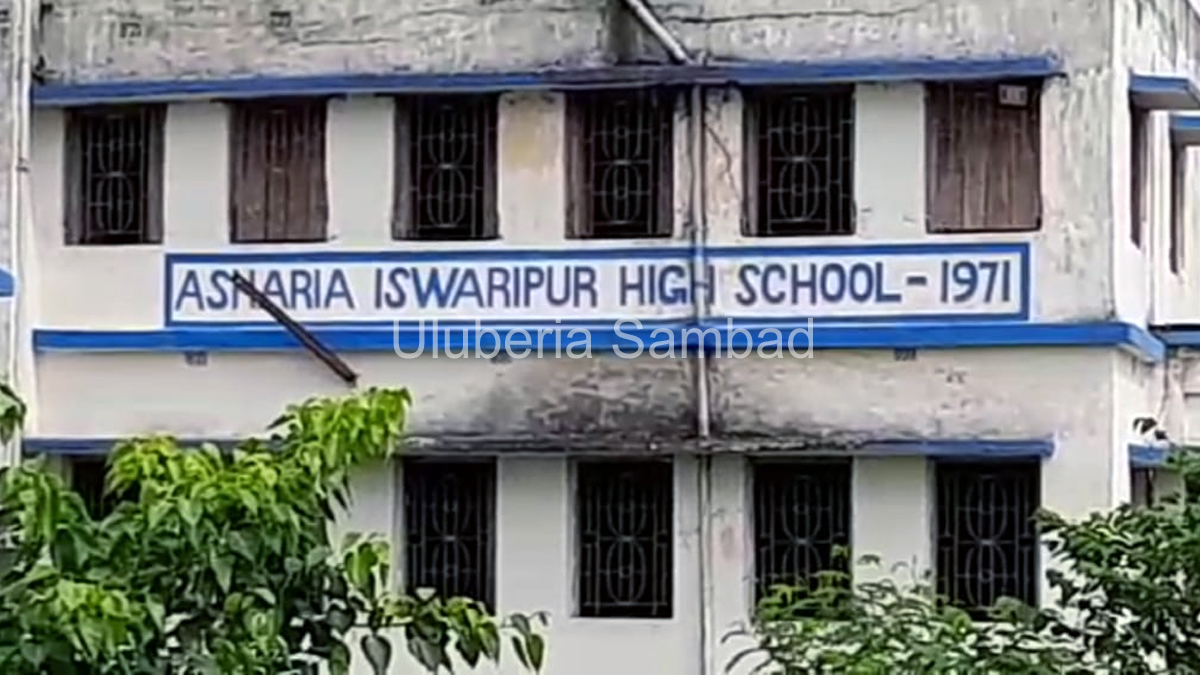 ASHARIA ISWARIPUR HIGH SCHOOL - 1971
Uluberia Sambad